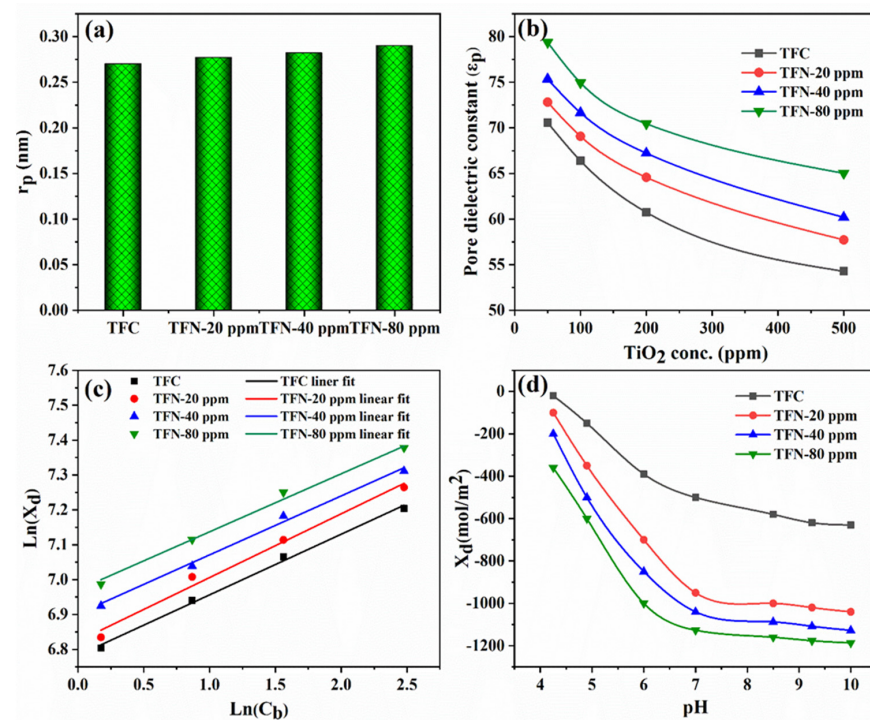 (a)
r_p (nm)
0.30
0.25
0.20
0.15
0.10
0.05
0.00
TFC TFN-20 ppm TFN-40 ppm TFN-80 ppm
(b)
Pore dielectric constant (ε_p)
TFC
TFN-20 ppm
TFN-40 ppm
TFN-80 ppm
80
75
70
65
60
55
50
0 100 200 300 400 500
TiO2 conc. (ppm)
(c)
Ln(X_d)
TFC TFC liner fit
TFN-20 ppm TFN-20 ppm linear fit
TFN-40 ppm TFN-40 ppm linear fit
TFN-80 ppm TFN-80 ppm linear fit
7.6
7.5
7.4
7.3
7.2
7.1
7.0
6.9
6.8
0.0 0.5 1.0 1.5 2.0 2.5
Ln(C_b)
(d)
X_d(mol/m²)
TFC
TFN-20 ppm
TFN-40 ppm
TFN-80 ppm
0
-200
-400
-600
-800
-1000
-1200
4 5 6 7 8 9 10
pH